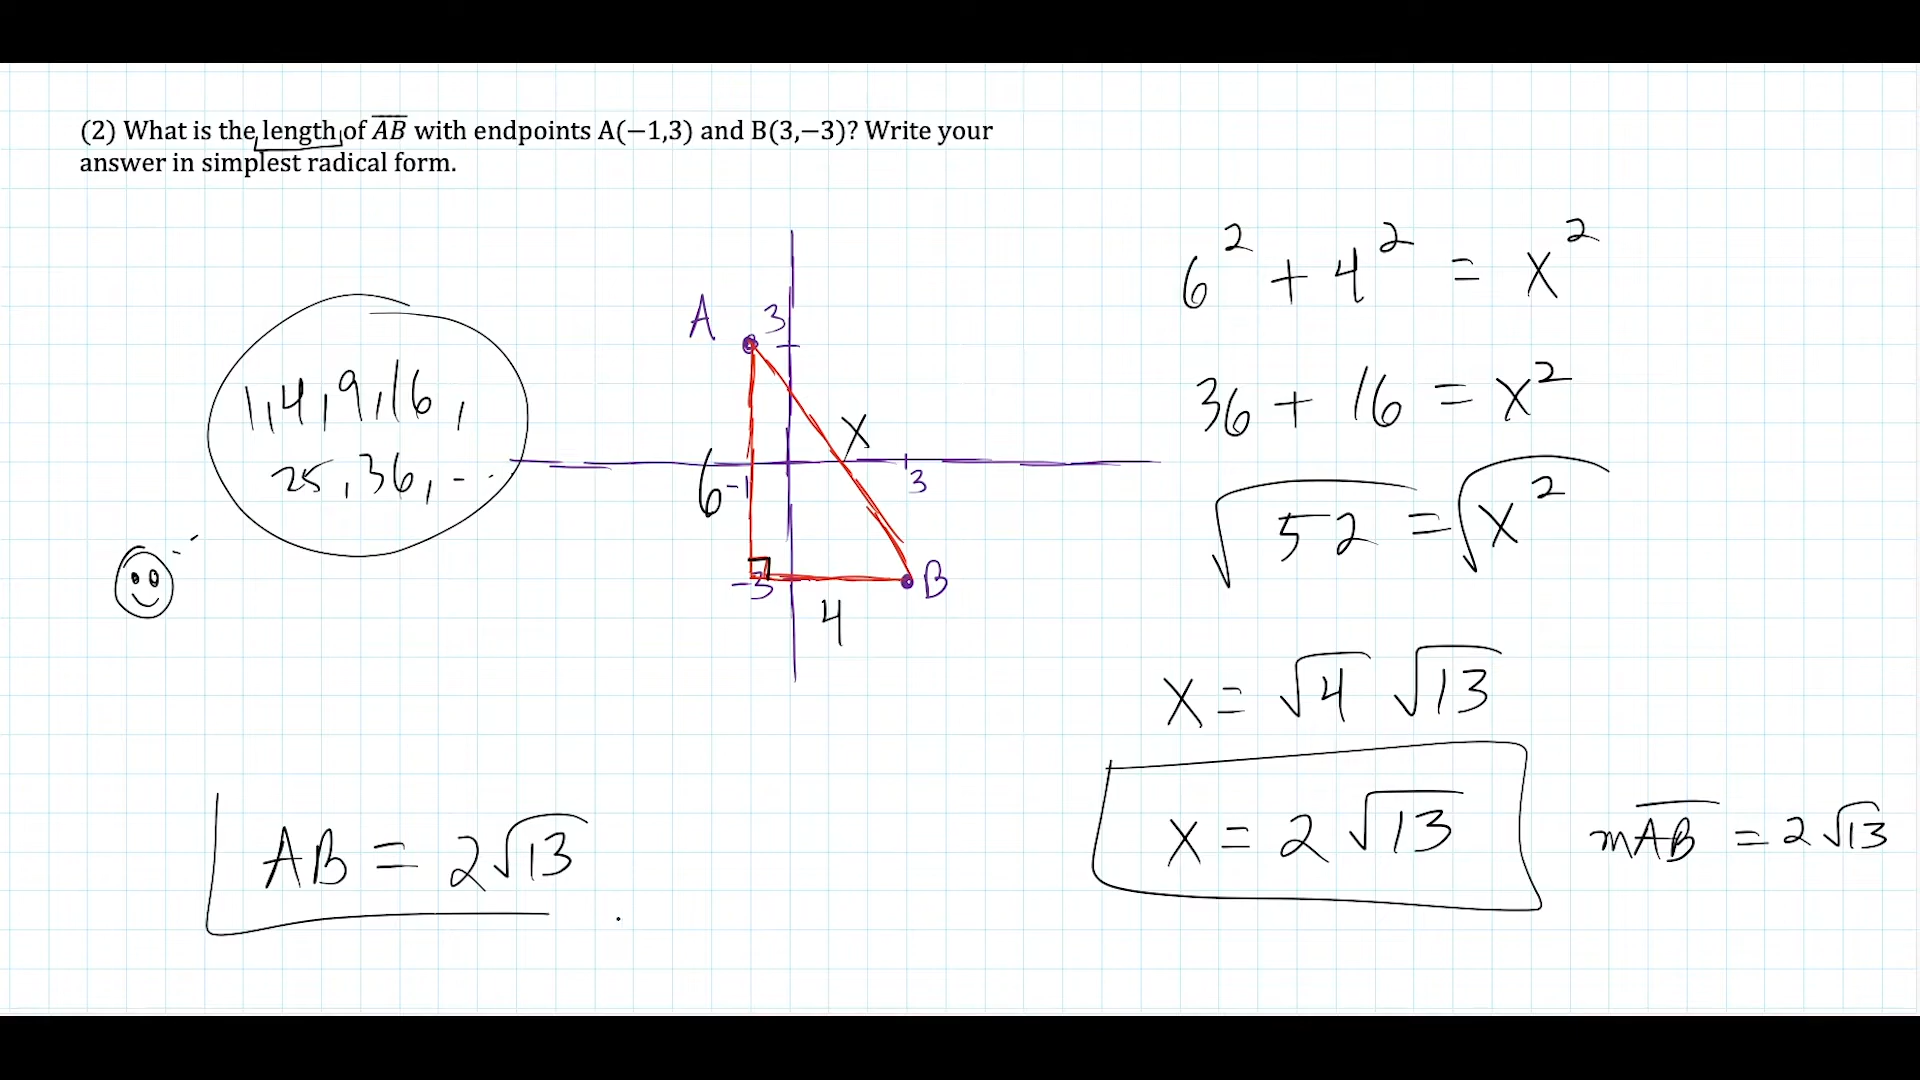 (2) What is the length of A̅B̅ with endpoints A(−1,3) and B(3,−3)? Write your
answer in simplest radical form.
1,4,9,16,
25,36,...
A
3
X
6
-1
3
-3
B
4
6² + 4² = x²
36 + 16 = x²
√52 = √x²
x = √4 √13
x = 2√13
mA̅B̅ = 2√13
AB = 2√13